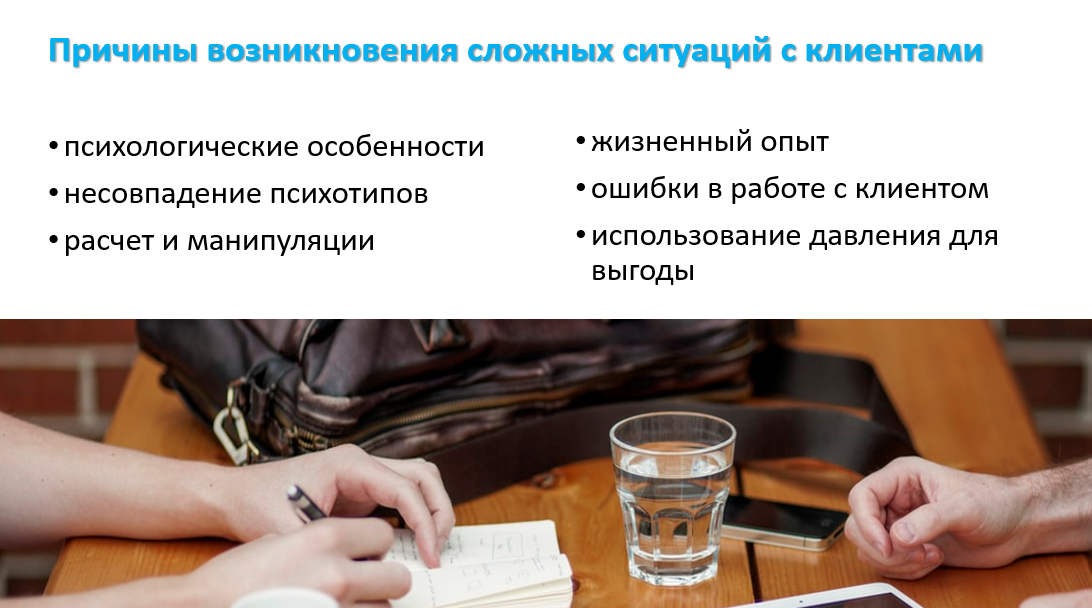 Причины возникновения сложных ситуаций с клиентами
• психологические особенности
• несовпадение психотипов
• расчет и манипуляции
• жизненный опыт
• ошибки в работе с клиентом
• использование давления для
выгоды